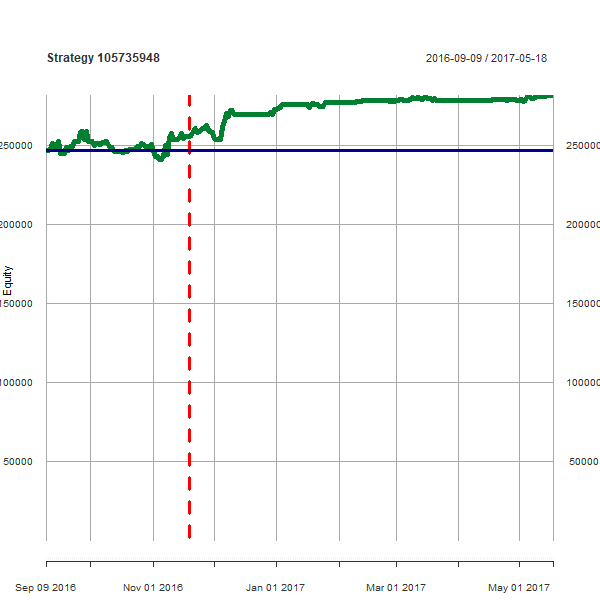 Strategy 105735948
2016-09-09 / 2017-05-18
250000
250000
200000
200000
Equity
150000
150000
100000
100000
50000
50000
Sep 09 2016
Nov 01 2016
Jan 01 2017
Mar 01 2017
May 01 2017